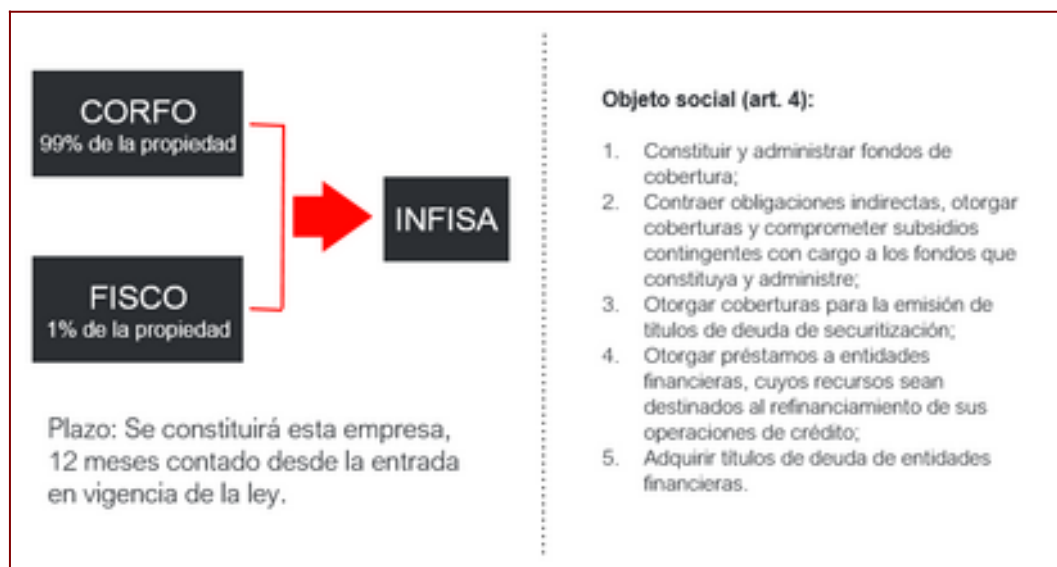 CORFO
99% de la propiedad
INFISA
FISCO
1% de la propiedad
Plazo: Se constituirá esta empresa,
12 meses contado desde la entrada
en vigencia de la ley.
Objeto social (art. 4):
1. Constituir y administrar fondos de
cobertura;
2. Contraer obligaciones indirectas, otorgar
coberturas y comprometer subsidios
contingentes con cargo a los fondos que
constituya y administre;
3. Otorgar coberturas para la emisión de
títulos de deuda de securitización;
4. Otorgar préstamos a entidades
financieras, cuyos recursos sean
destinados al refinanciamiento de sus
operaciones de crédito;
5. Adquirir títulos de deuda de entidades
financieras.